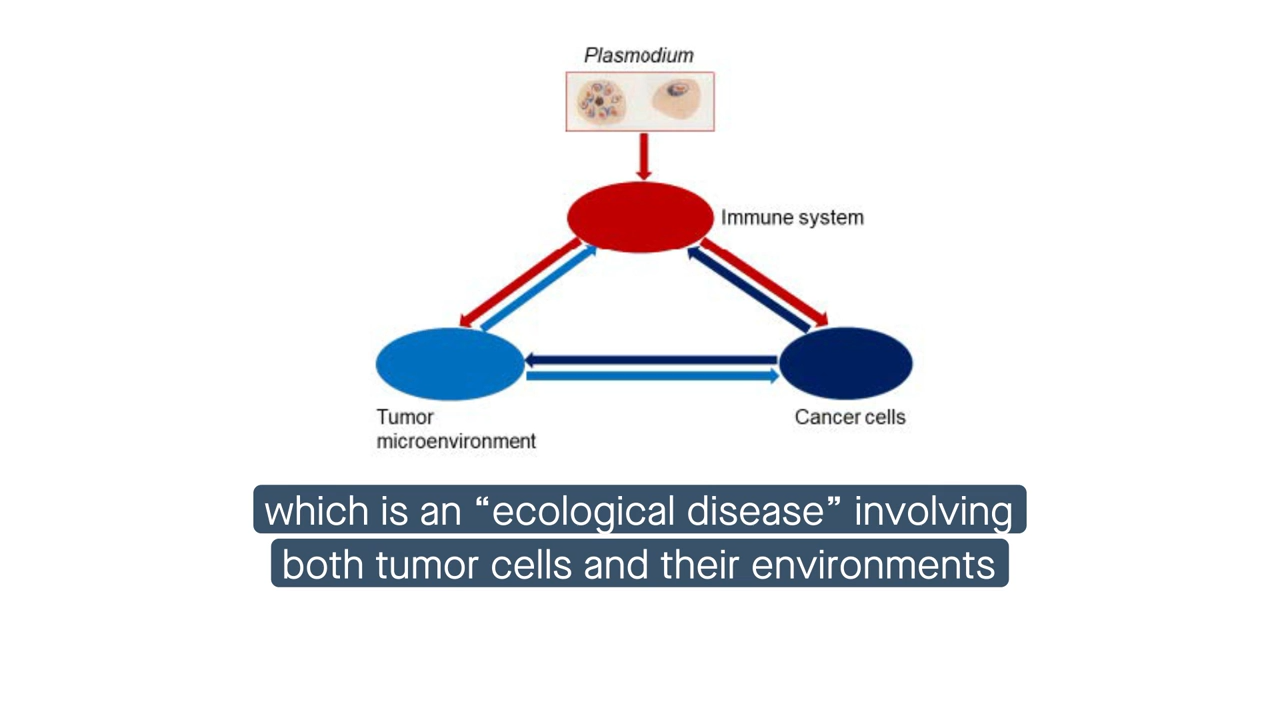 Plasmodium
Immune system
Tumor
microenvironment
Cancer cells
which is an “ecological disease” involving
both tumor cells and their environments